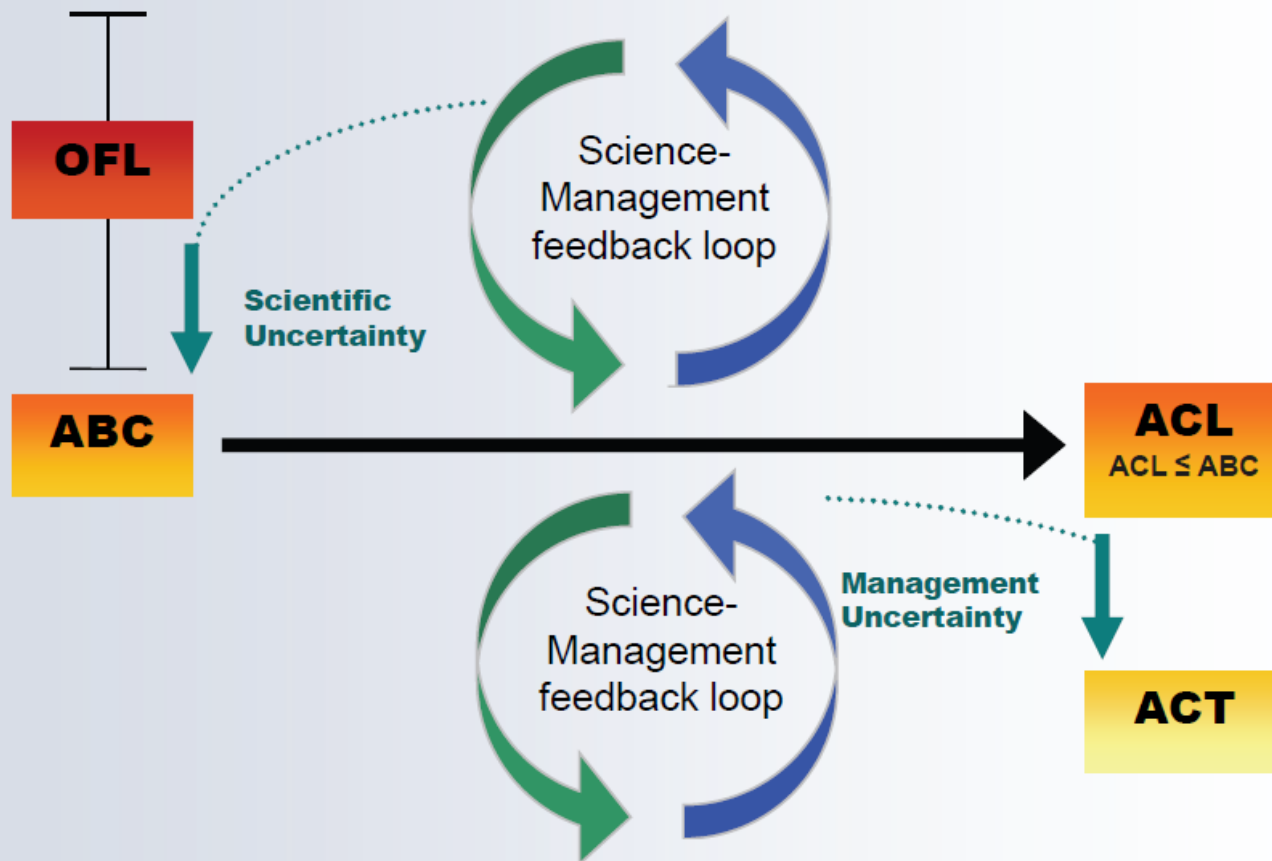 OFL
Science-
Management
feedback loop
Scientific
Uncertainty
ABC
ACL
ACL ≤ ABC
Science-
Management
feedback loop
Management
Uncertainty
ACT